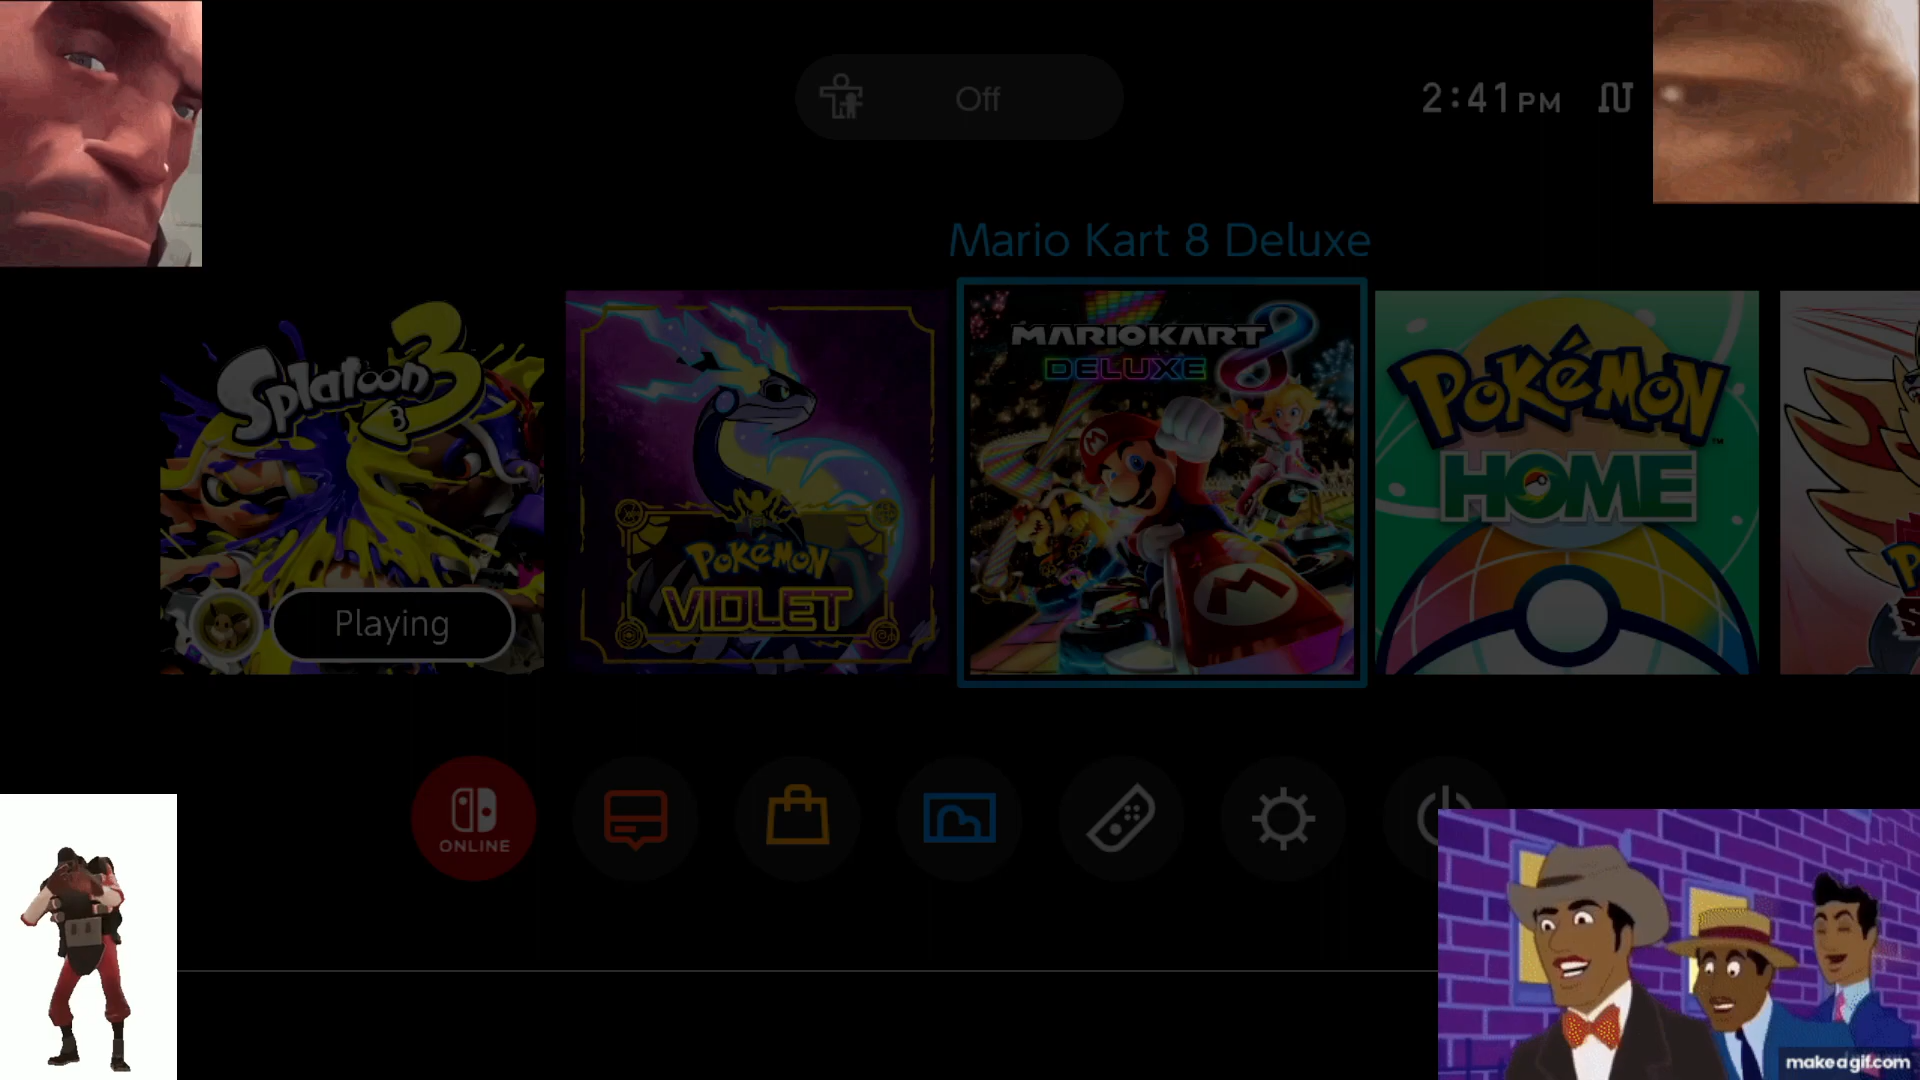 Off
2:41 PM
Mario Kart 8 Deluxe
Splatoon 3
Playing
POKéMON
VIOLET
MARIOKART 8
DELUXE
POKéMON
TM
HOME
ONLINE
makeagif.com